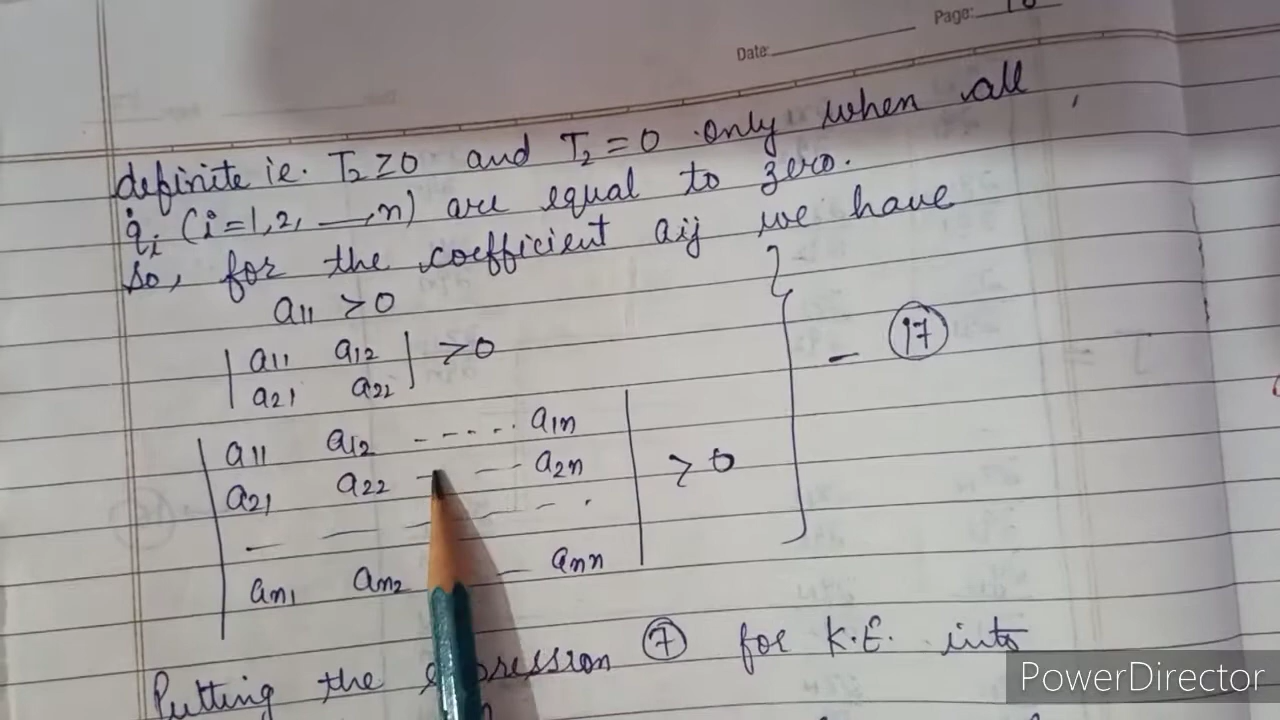 Page:
Date:
definite ie. T₂ ≥ 0 and T₂ = 0 only when all
q̇ᵢ (i=1,2, —,n) are equal to zero.
so, for the coefficient aij we have
a11 > 0
| a11 a12 | > 0
| a21 a22 |
| a11 a12 - - - - . . . a1n |
| a21 a22 - — — a2n | > 0
— — — — — - .
| an1 an2 — ann |
} — (17)
Putting the expression (7) for K.E. into
PowerDirector